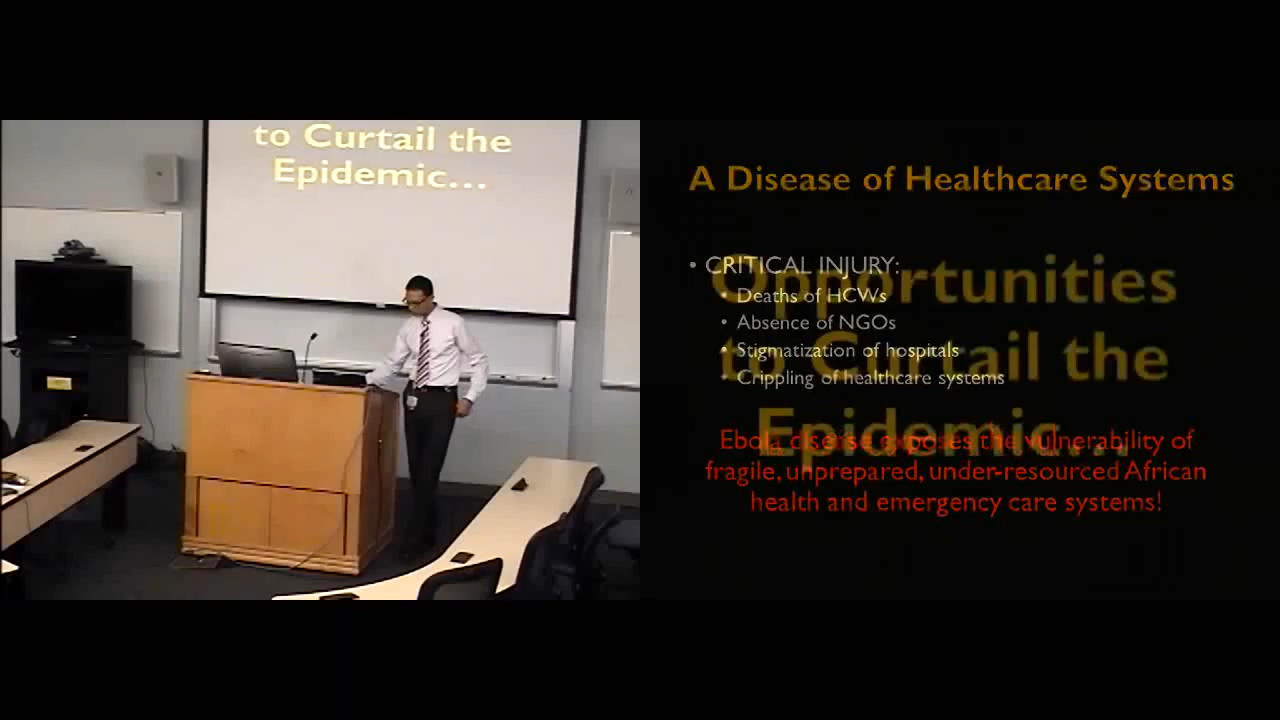 to Curtail the
Epidemic...
A Disease of Healthcare Systems
• CRITICAL INJURY:
• Deaths of HCWs
• Absence of NGOs
• Stigmatization of hospitals
• Crippling of healthcare systems
Ebola disease exposes the vulnerability of
fragile, unprepared, under-resourced African
health and emergency care systems!
Opportunities
to Curtail the
Epidemic...